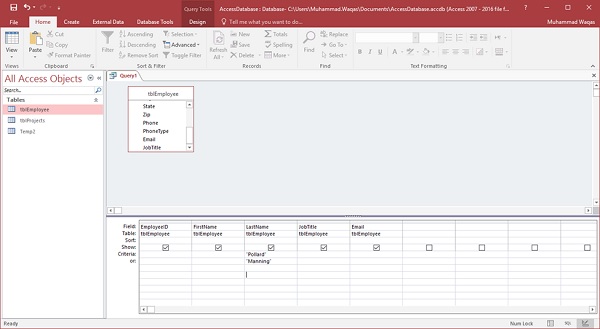 Query Tools
AccessDatabase : Database- C:\Users\Muhammad.Waqas\Documents\AccessDatabase.accdb (Access 2007 - 2016 file f...
File Home Create External Data Database Tools Design Tell me what you want to do...
Muhammad Waqas
View Paste Cut Copy Format Painter Filter Ascending Descending Remove Sort Selection Advanced Toggle Filter Refresh All New Save Delete Totals Spelling More Find Replace Go To Select
Views Clipboard Sort & Filter Records Find Text Formatting
All Access Objects
Search...
Tables
tblEmployee
tblProjects
Temp2
Query1
tblEmployee
State
Zip
Phone
PhoneType
Email
JobTitle
Field: EmployeeID FirstName LastName JobTitle Email
Table: tblEmployee tblEmployee tblEmployee tblEmployee tblEmployee
Sort:
Show:
Criteria: "Pollard"
or: "Manning"
Ready
Num Lock
SQL